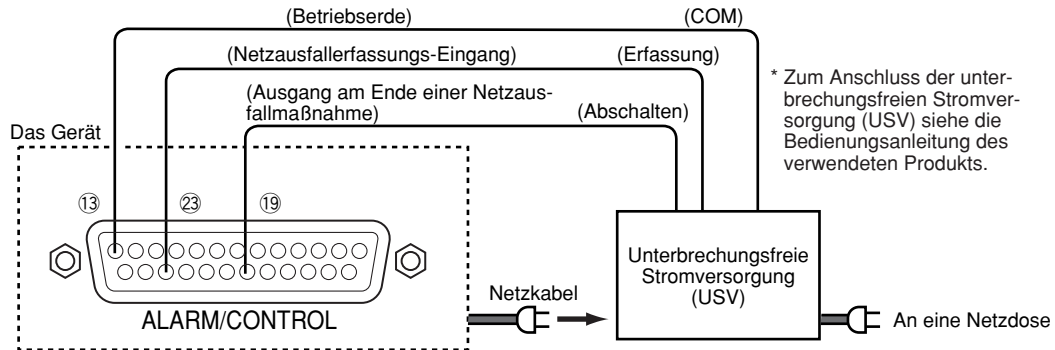 (Betriebserde)
(COM)
(Netzausfallerfassungs-Eingang)
(Erfassung)
(Ausgang am Ende einer Netzaus-
fallmaßnahme)
(Abschalten)
* Zum Anschluss der unter-
brechungsfreien Stromver-
sorgung (USV) siehe die
Bedienungsanleitung des
verwendeten Produkts.
Das Gerät
⑬ ㉓ ⑲
ALARM/CONTROL
Netzkabel
Unterbrechungsfreie
Stromversorgung
(USV)
An eine Netzdose